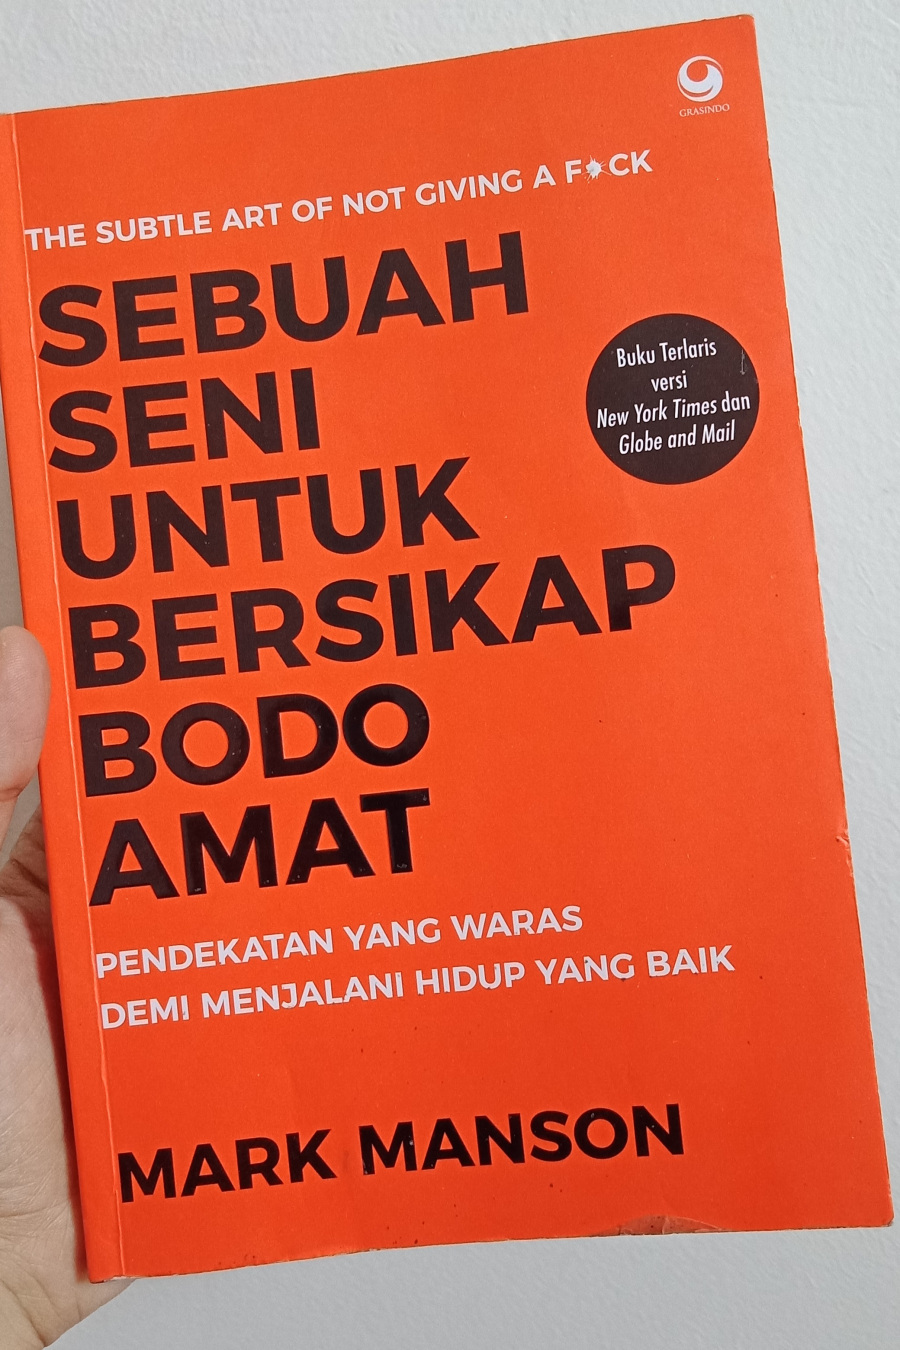 GRASINDO
THE SUBTLE ART OF NOT GIVING A F*CK
SEBUAH
SENI
UNTUK
BERSIKAP
BODO
AMAT
Buku Terlaris
versi
New York Times dan
Globe and Mail
PENDEKATAN YANG WARAS
DEMI MENJALANI HIDUP YANG BAIK
MARK MANSON